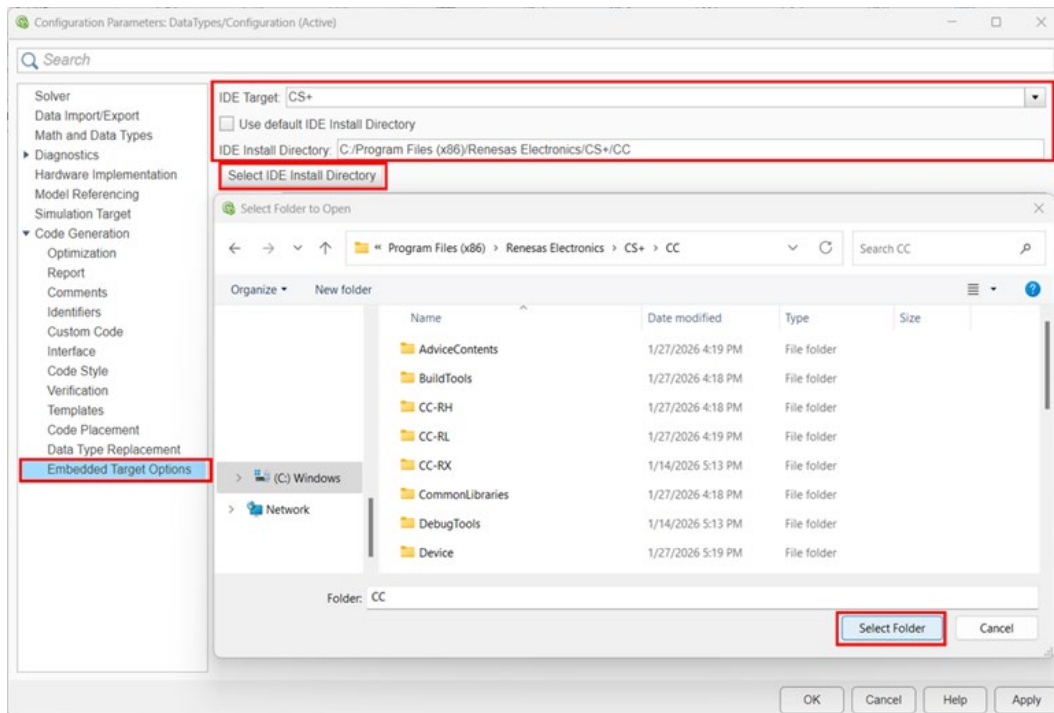 Configuration Parameters: DataTypes/Configuration (Active)
Search
Solver
Data Import/Export
Math and Data Types
Diagnostics
Hardware Implementation
Model Referencing
Simulation Target
Code Generation
Optimization
Report
Comments
Identifiers
Custom Code
Interface
Code Style
Verification
Templates
Code Placement
Data Type Replacement
Embedded Target Options
IDE Target: CS+
Use default IDE Install Directory
IDE Install Directory: C:/Program Files (x86)/Renesas Electronics/CS+/CC
Select IDE Install Directory
Select Folder to Open
« Program Files (x86) > Renesas Electronics > CS+ > CC
Search CC
Organize
New folder
(C:) Windows
Network
Name Date modified Type Size
AdviceContents 1/27/2026 4:19 PM File folder
BuildTools 1/27/2026 4:18 PM File folder
CC-RH 1/27/2026 4:18 PM File folder
CC-RL 1/27/2026 4:19 PM File folder
CC-RX 1/14/2026 5:13 PM File folder
CommonLibraries 1/27/2026 4:18 PM File folder
DebugTools 1/14/2026 5:13 PM File folder
Device 1/27/2026 5:19 PM File folder
Folder: CC
Select Folder Cancel
OK Cancel Help Apply